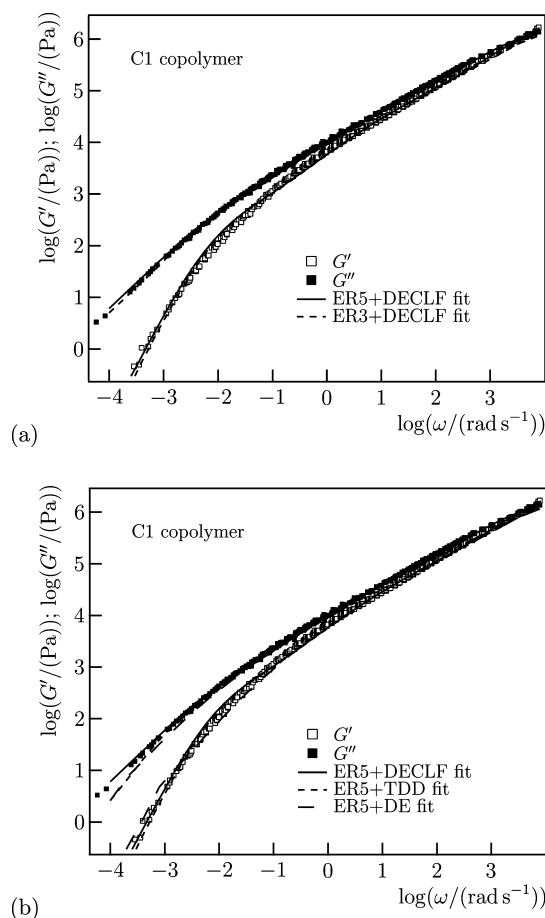 C1 copolymer
log(G′/(Pa)); log(G″/(Pa))
6
5
4
3
2
1
0
G′
G″
ER5+DECLF fit
ER3+DECLF fit
−4 −3 −2 −1 0 1 2 3
log(ω/(rad s⁻¹))
(a)
C1 copolymer
log(G′/(Pa)); log(G″/(Pa))
6
5
4
3
2
1
0
G′
G″
ER5+DECLF fit
ER5+TDD fit
ER5+DE fit
−4 −3 −2 −1 0 1 2 3
log(ω/(rad s⁻¹))
(b)